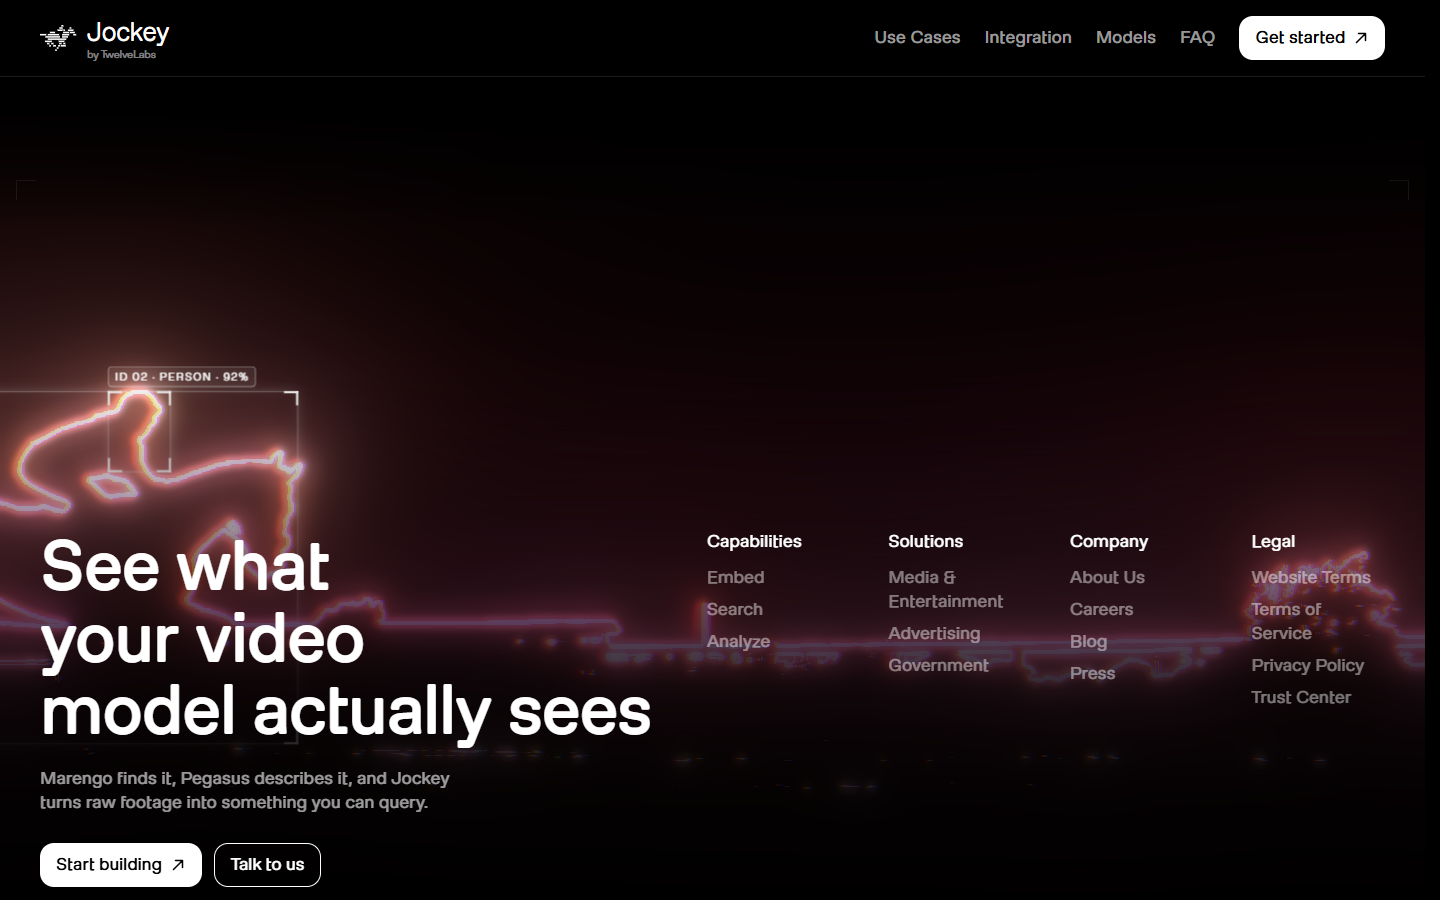 Jockey
by TwelveLabs
Use Cases
Integration
Models
FAQ
Get started
ID 02 - PERSON - 92%
See what
your video
model actually sees
Marengo finds it, Pegasus describes it, and Jockey
turns raw footage into something you can query.
Start building
Talk to us
Capabilities
Embed
Search
Analyze
Solutions
Media &
Entertainment
Advertising
Government
Company
About Us
Careers
Blog
Press
Legal
Website Terms
Terms of
Service
Privacy Policy
Trust Center